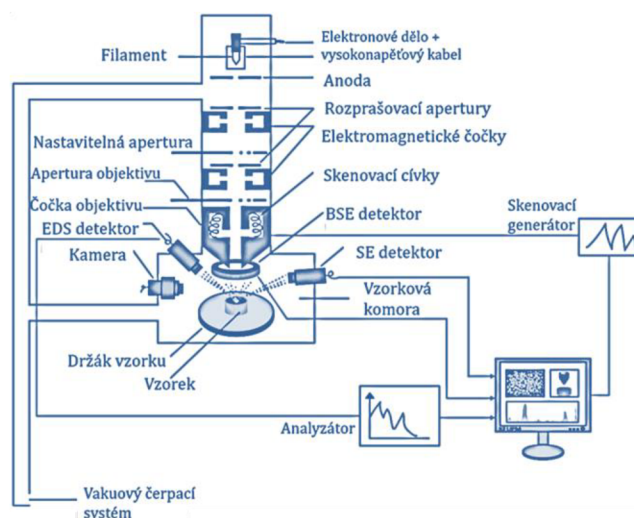 Elektronové dělo +
vysokonapěťový kabel
Filament
Anoda
Rozprašovací apertury
Elektromagnetické čočky
Nastavitelná apertura
Apertura objektivu
Skenovací cívky
Čočka objektivu
BSE detektor
Skenovací
generátor
EDS detektor
SE detektor
Kamera
Vzorková
komora
Držák vzorku
Vzorek
Analyzátor
Vakuový čerpací
systém